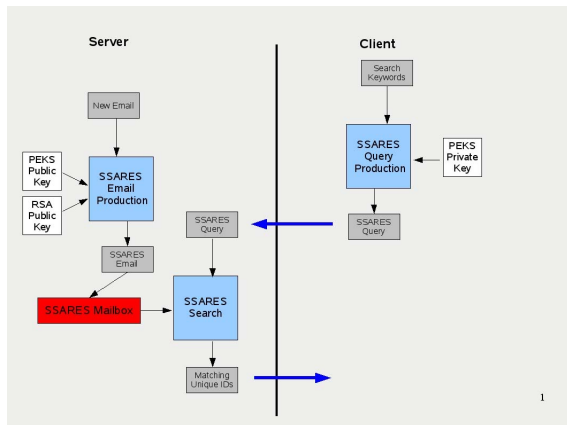 Server
Client
Search
Keywords
New Email
PEKS
Public
Key
SSARES
Email
Production
SSARES
Query
Production
PEKS
Private
Key
RSA
Public
Key
SSARES
Query
SSARES
Query
SSARES
Email
SSARES Mailbox
SSARES
Search
Matching
Unique IDs
1